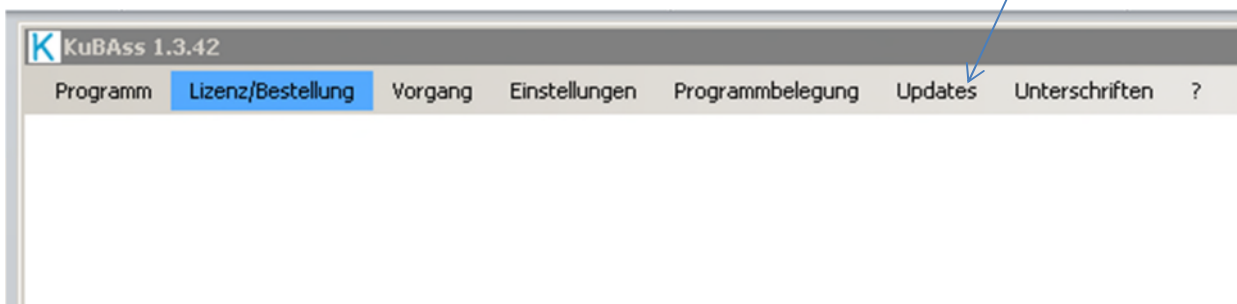 K KuBAss 1.3.42
Programm Lizenz/Bestellung Vorgang Einstellungen Programmbelegung Updates Unterschriften ?